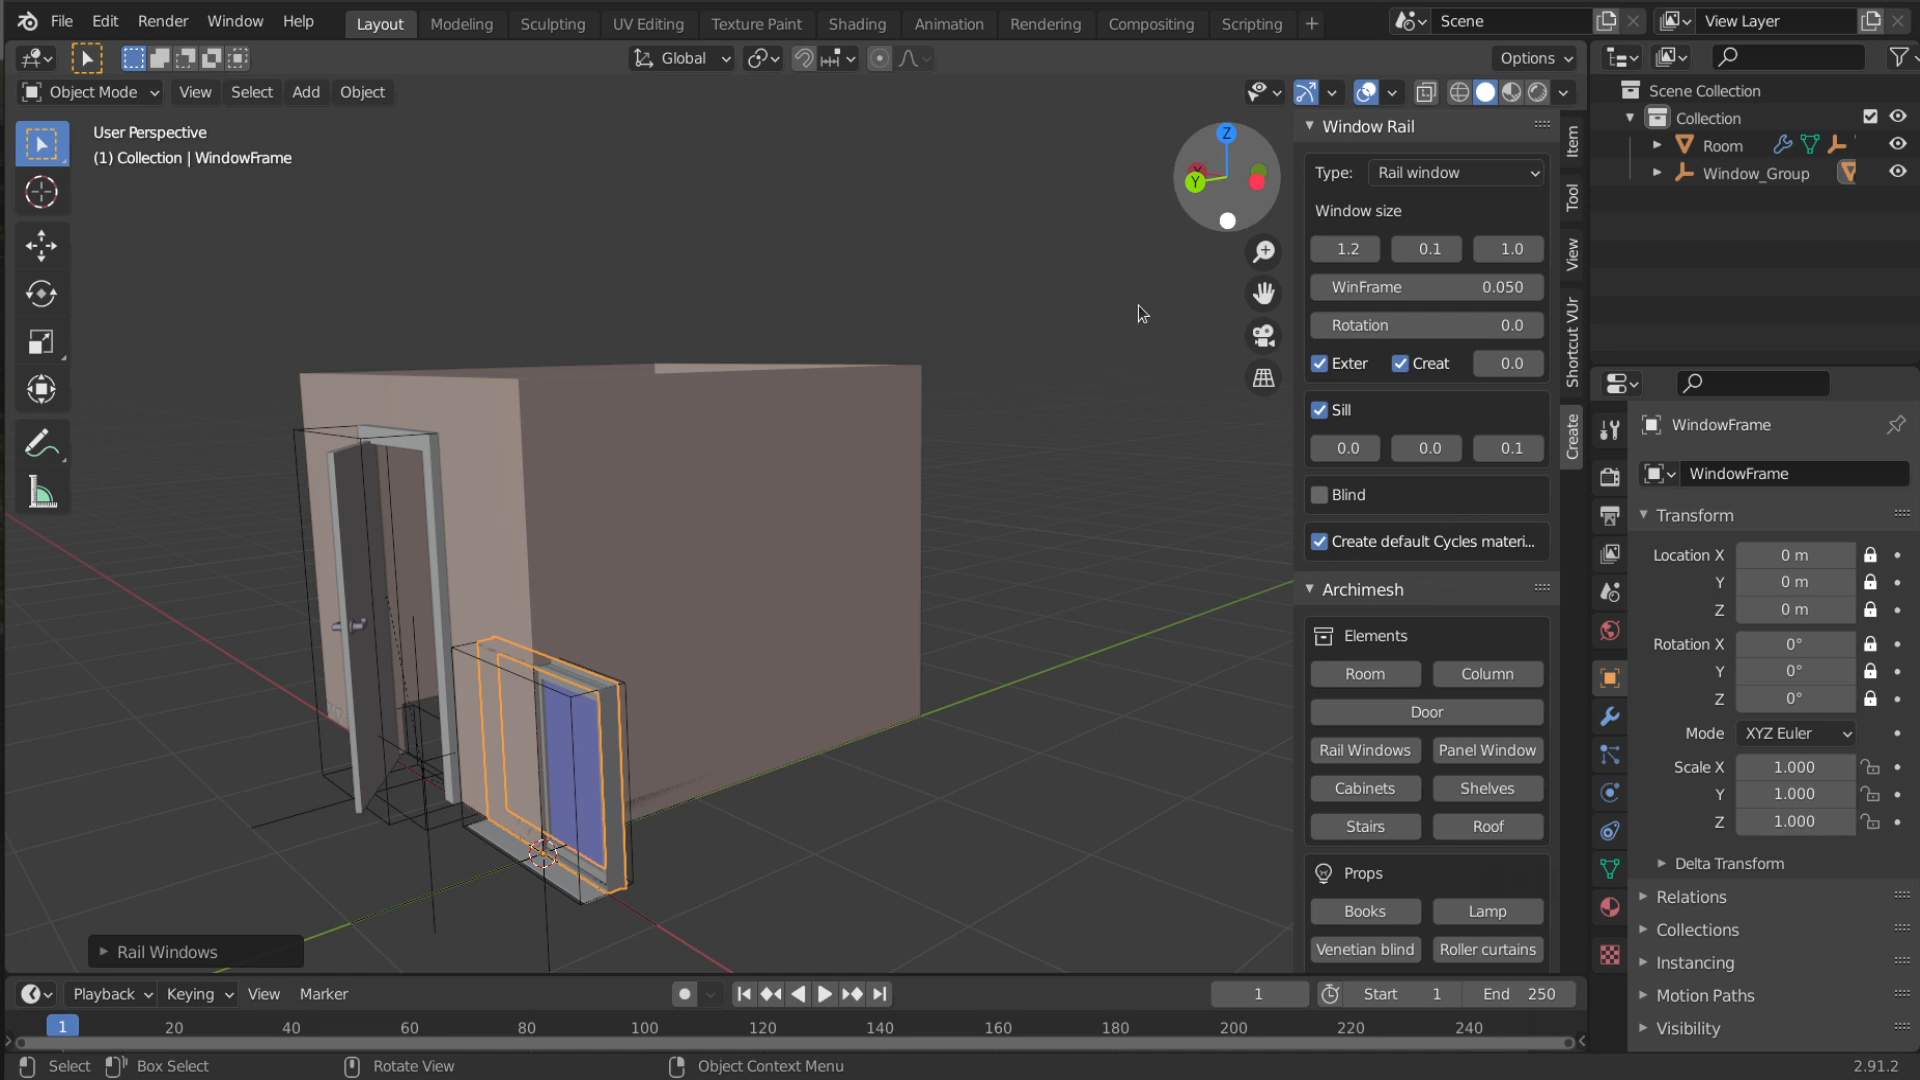 File Edit Render Window Help Layout Modeling Sculpting UV Editing Texture Paint Shading Animation Rendering Compositing Scripting + Scene View Layer
Global Options
Object Mode View Select Add Object
User Perspective
(1) Collection | WindowFrame
Z
X
Y
Rail Windows
Window Rail
Type: Rail window
Window size
1.2 0.1 1.0
WinFrame 0.050
Rotation 0.0
Exter Creat 0.0
Sill
0.0 0.0 0.1
Blind
Create default Cycles materi...
Archimesh
Elements
Room Column
Door
Rail Windows Panel Window
Cabinets Shelves
Stairs Roof
Props
Books Lamp
Venetian blind Roller curtains
Item
Tool
View
Shortcut VUr
Create
Scene Collection
Collection
Room
Window_Group
WindowFrame
WindowFrame
Transform
Location X 0 m
Y 0 m
Z 0 m
Rotation X 0°
Y 0°
Z 0°
Mode XYZ Euler
Scale X 1.000
Y 1.000
Z 1.000
Delta Transform
Relations
Collections
Instancing
Motion Paths
Visibility
Playback Keying View Marker 1 Start 1 End 250
1 20 40 60 80 100 120 140 160 180 200 220 240
Select Box Select Rotate View Object Context Menu 2.91.2